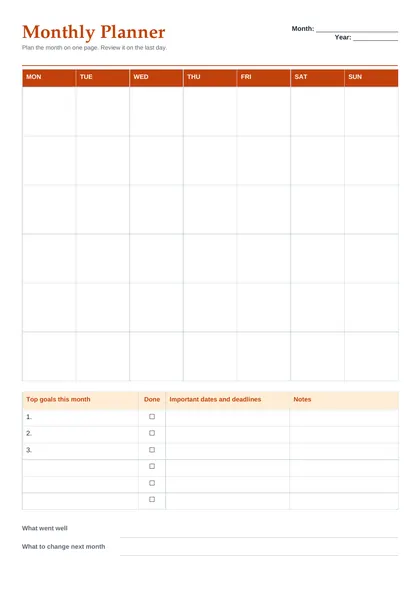 Monthly Planner
Month: ____________________
Year: ___________
Plan the month on one page. Review it on the last day.
MON TUE WED THU FRI SAT SUN
Top goals this month Done Important dates and deadlines Notes
1. ☐
2. ☐
3. ☐
☐
☐
☐
What went well
What to change next month